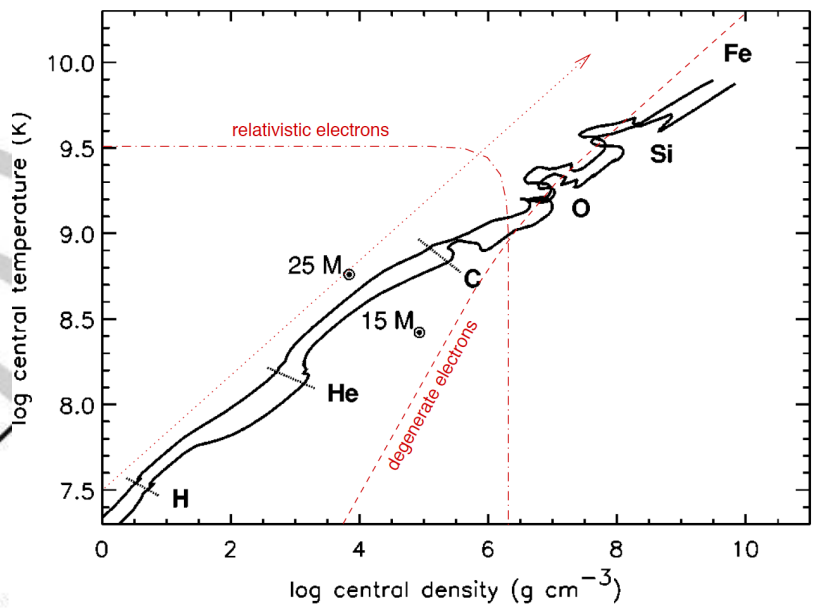 log central temperature (K)
10.0
9.5
9.0
8.5
8.0
7.5
relativistic electrons
Fe
Si
O
25 M☉
C
15 M☉
degenerate electrons
He
H
0
2
4
6
8
10
log central density (g cm⁻³)